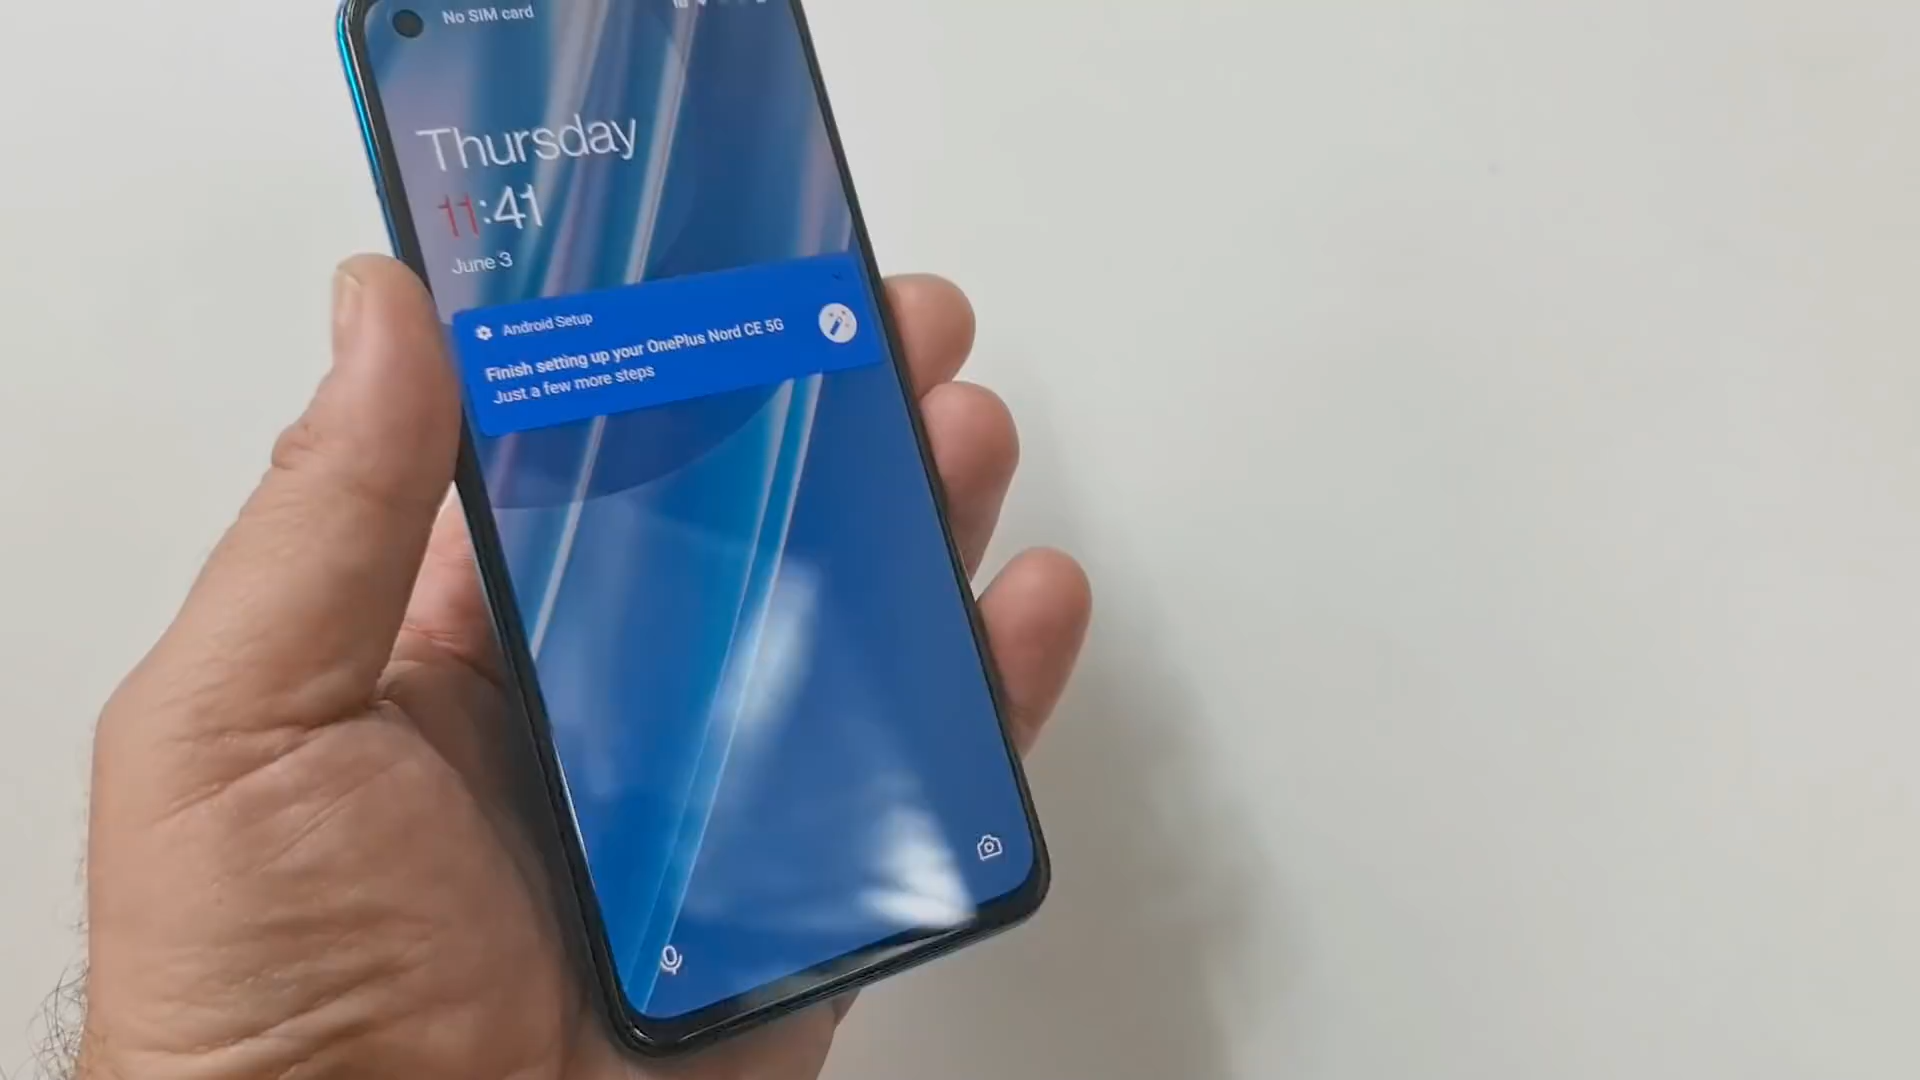 No SIM card
Thursday
11:41
June 3
Android Setup
Finish setting up your OnePlus Nord CE 5G
Just a few more steps